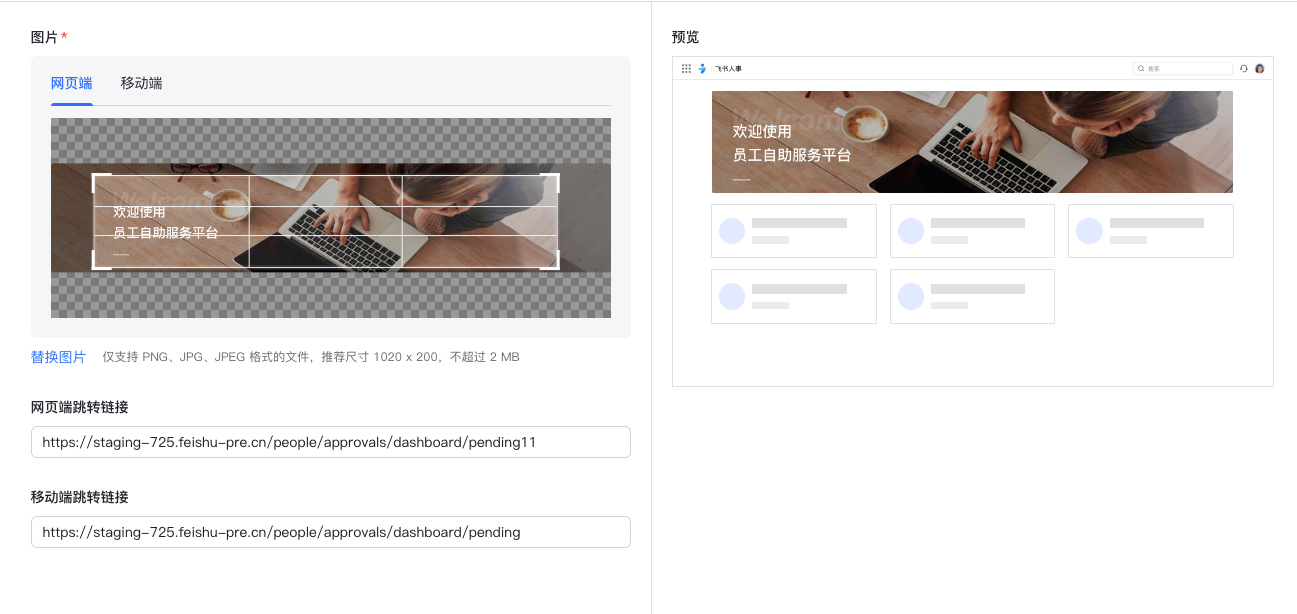 图片*
网页端 移动端
欢迎使用
员工自助服务平台
替换图片 仅支持 PNG、JPG、JPEG 格式的文件，推荐尺寸 1020 x 200，不超过 2 MB
网页端跳转链接
https://staging-725.feishu-pre.cn/people/approvals/dashboard/pending11
移动端跳转链接
https://staging-725.feishu-pre.cn/people/approvals/dashboard/pending
预览
飞书人事 搜索
欢迎使用
员工自助服务平台